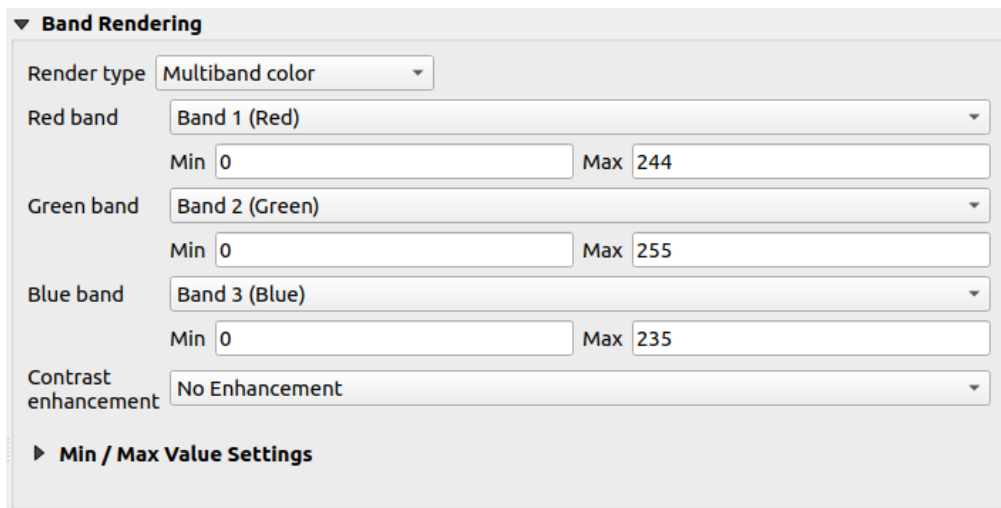 Band Rendering
Render type Multiband color
Red band Band 1 (Red)
Min 0 Max 244
Green band Band 2 (Green)
Min 0 Max 255
Blue band Band 3 (Blue)
Min 0 Max 235
Contrast
enhancement No Enhancement
Min / Max Value Settings